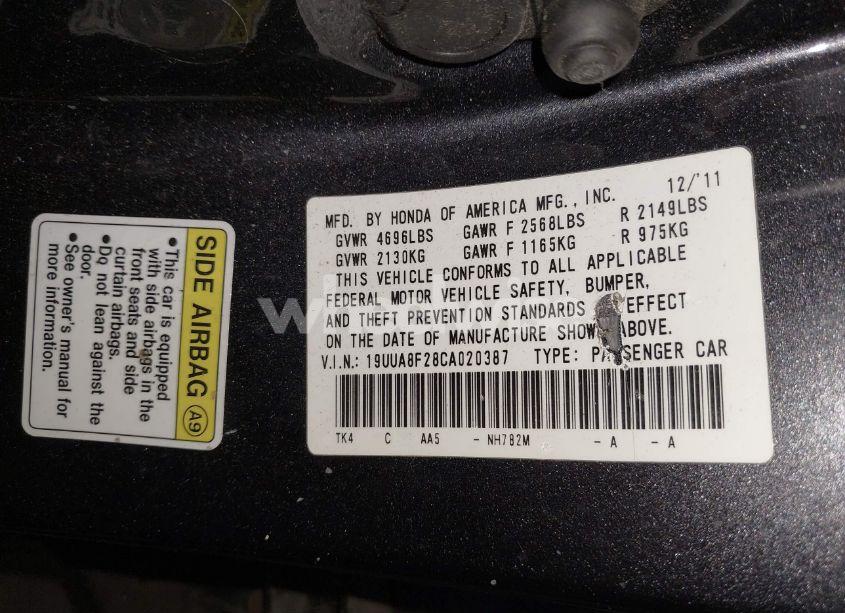 MFD. BY HONDA OF AMERICA MFG., INC. 12/'11
GVWR 4696LBS GAWR F 2568LBS R 2149LBS
GVWR 2130KG GAWR F 1165KG R 975KG
THIS VEHICLE CONFORMS TO ALL APPLICABLE
FEDERAL MOTOR VEHICLE SAFETY, BUMPER,
AND THEFT PREVENTION STANDARDS EFFECT
ON THE DATE OF MANUFACTURE SHOWN ABOVE.
V.I.N.: 19UUA8F28CA020387 TYPE: PASSENGER CAR
TK4 C AA5 - NH782M - A - A
SIDE AIRBAG A9
• This car is equipped
with side airbags in the
front seats and side
curtain airbags.
• Do not lean against the
door.
• See owner's manual for
more information.